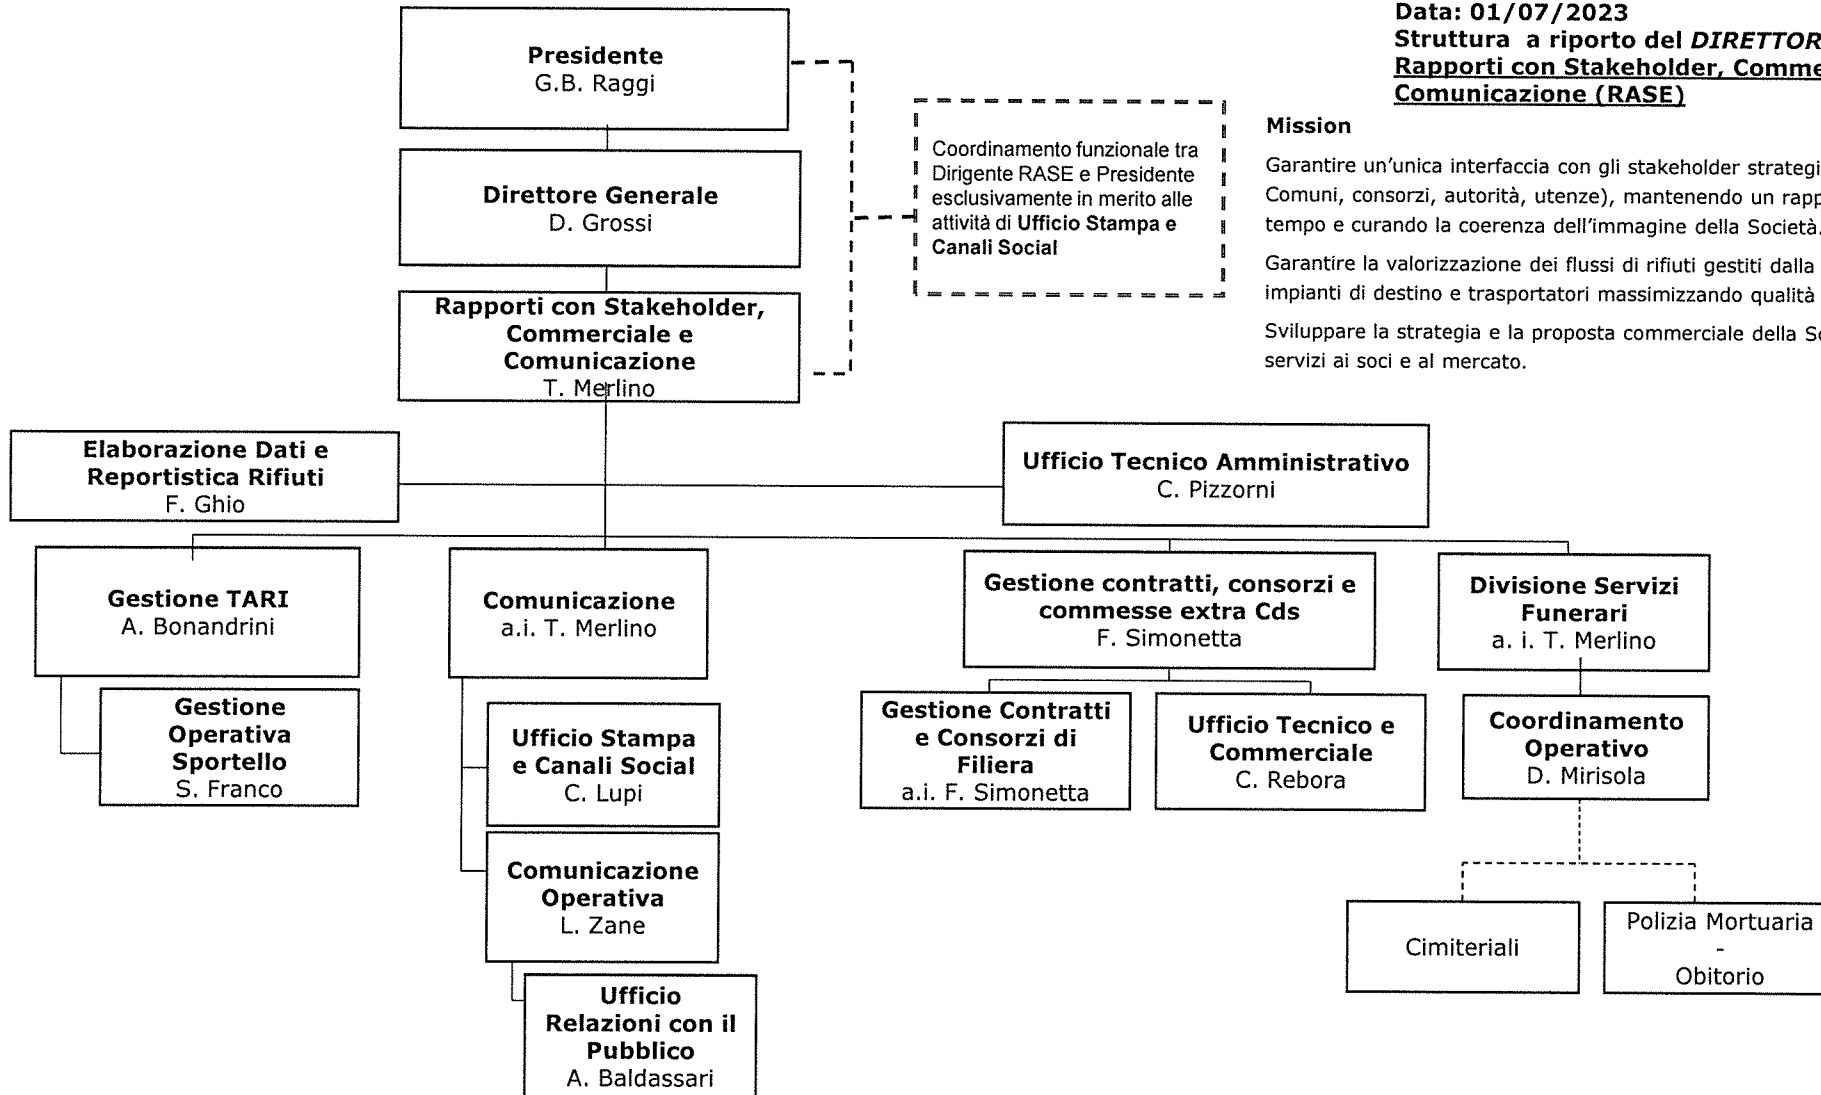 Data: 01/07/2023
Struttura a riporto del DIRETTOR
Rapporti con Stakeholder, Comme
Comunicazione (RASE)
Presidente
G.B. Raggi
Direttore Generale
D. Grossi
Rapporti con Stakeholder,
Commerciale e
Comunicazione
T. Merlino
Coordinamento funzionale tra
Dirigente RASE e Presidente
esclusivamente in merito alle
attività di Ufficio Stampa e
Canali Social
Mission
Garantire un'unica interfaccia con gli stakeholder strategi
Comuni, consorzi, autorità, utenze), mantenendo un rapp
tempo e curando la coerenza dell'immagine della Società.
Garantire la valorizzazione dei flussi di rifiuti gestiti dalla
impianti di destino e trasportatori massimizzando qualità
Sviluppare la strategia e la proposta commerciale della So
servizi ai soci e al mercato.
Elaborazione Dati e
Reportistica Rifiuti
F. Ghio
Ufficio Tecnico Amministrativo
C. Pizzorni
Gestione TARI
A. Bonandrini
Comunicazione
a.i. T. Merlino
Gestione contratti, consorzi e
commesse extra Cds
F. Simonetta
Divisione Servizi
Funerari
a. i. T. Merlino
Gestione
Operativa
Sportello
S. Franco
Ufficio Stampa
e Canali Social
C. Lupi
Gestione Contratti
e Consorzi di
Filiera
a.i. F. Simonetta
Ufficio Tecnico e
Commerciale
C. Rebora
Coordinamento
Operativo
D. Mirisola
Comunicazione
Operativa
L. Zane
Cimiteriali
Polizia Mortuaria
-
Obitorio
Ufficio
Relazioni con il
Pubblico
A. Baldassari